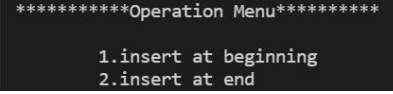 ***********Operation Menu**********
1.insert at beginning
2.insert at end